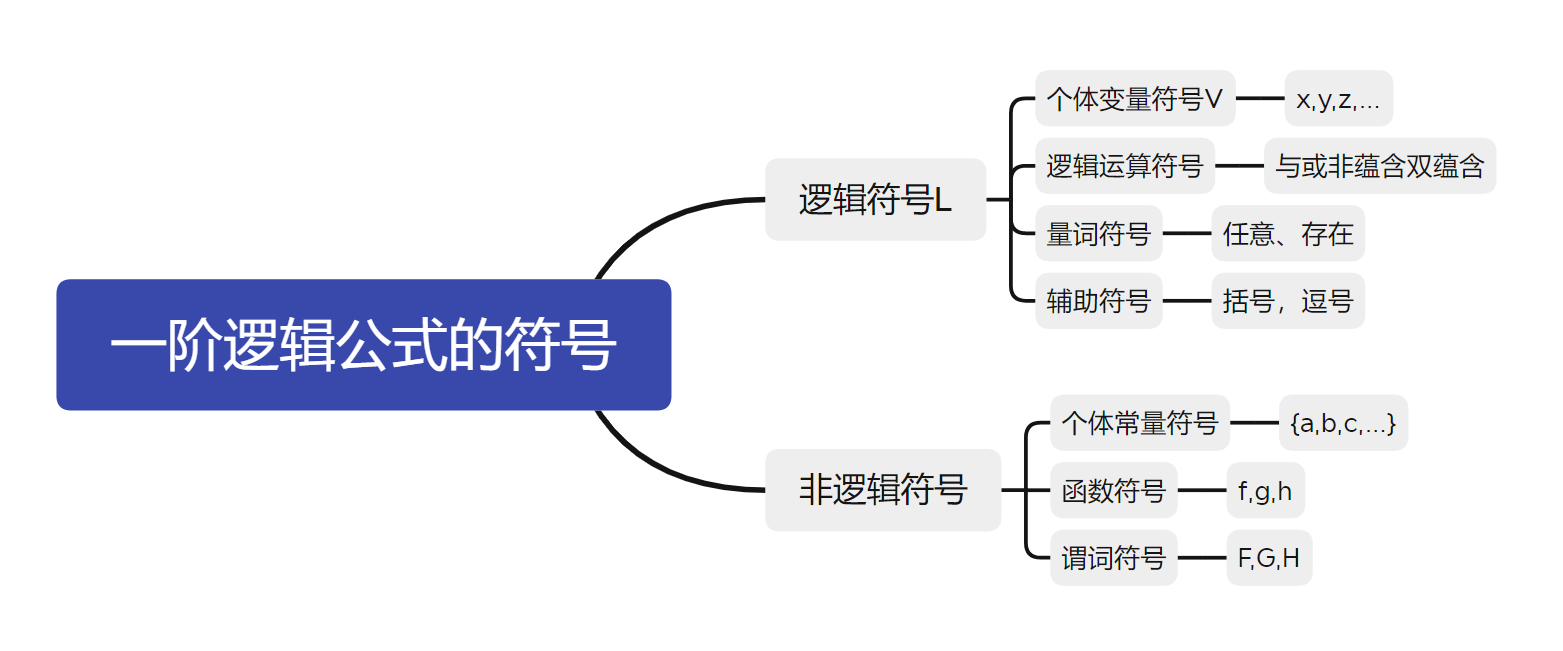 一阶逻辑公式的符号
逻辑符号L
个体变量符号V
x,y,z,...
逻辑运算符号
与或非蕴含双蕴含
量词符号
任意、存在
辅助符号
括号，逗号
非逻辑符号
个体常量符号
{a,b,c,...}
函数符号
f,g,h
谓词符号
F,G,H